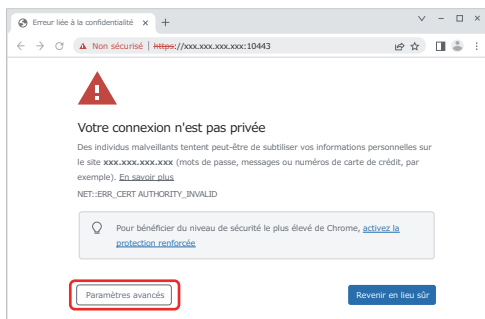 Erreur liée à la confidentialité
Non sécurisé | https://xxx.xxx.xxx.xxx:10443
Votre connexion n'est pas privée
Des individus malveillants tentent peut-être de subtiliser vos informations personnelles sur
le site xxx.xxx.xxx.xxx (mots de passe, messages ou numéros de carte de crédit, par
exemple). En savoir plus
NET::ERR_CERT AUTHORITY_INVALID
Pour bénéficier du niveau de sécurité le plus élevé de Chrome, activez la
protection renforcée
Paramètres avancés
Revenir en lieu sûr